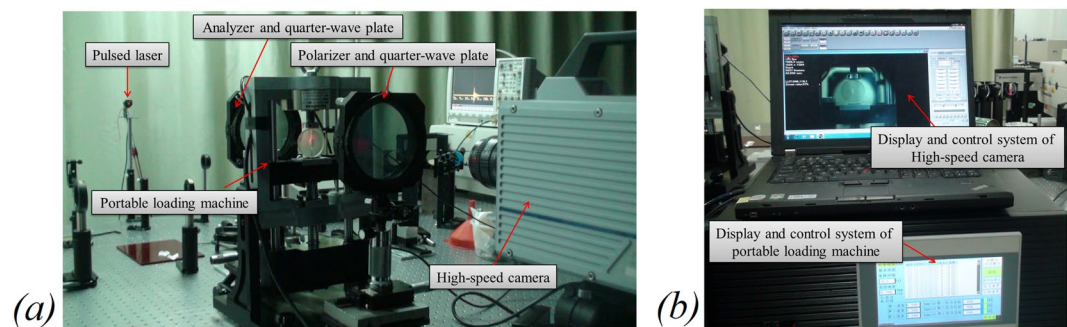 Analyzer and quarter-wave plate
Pulsed laser
Polarizer and quarter-wave plate
Portable loading machine
High-speed camera
(a)
Display and control system of
High-speed camera
Display and control system of
portable loading machine
(b)